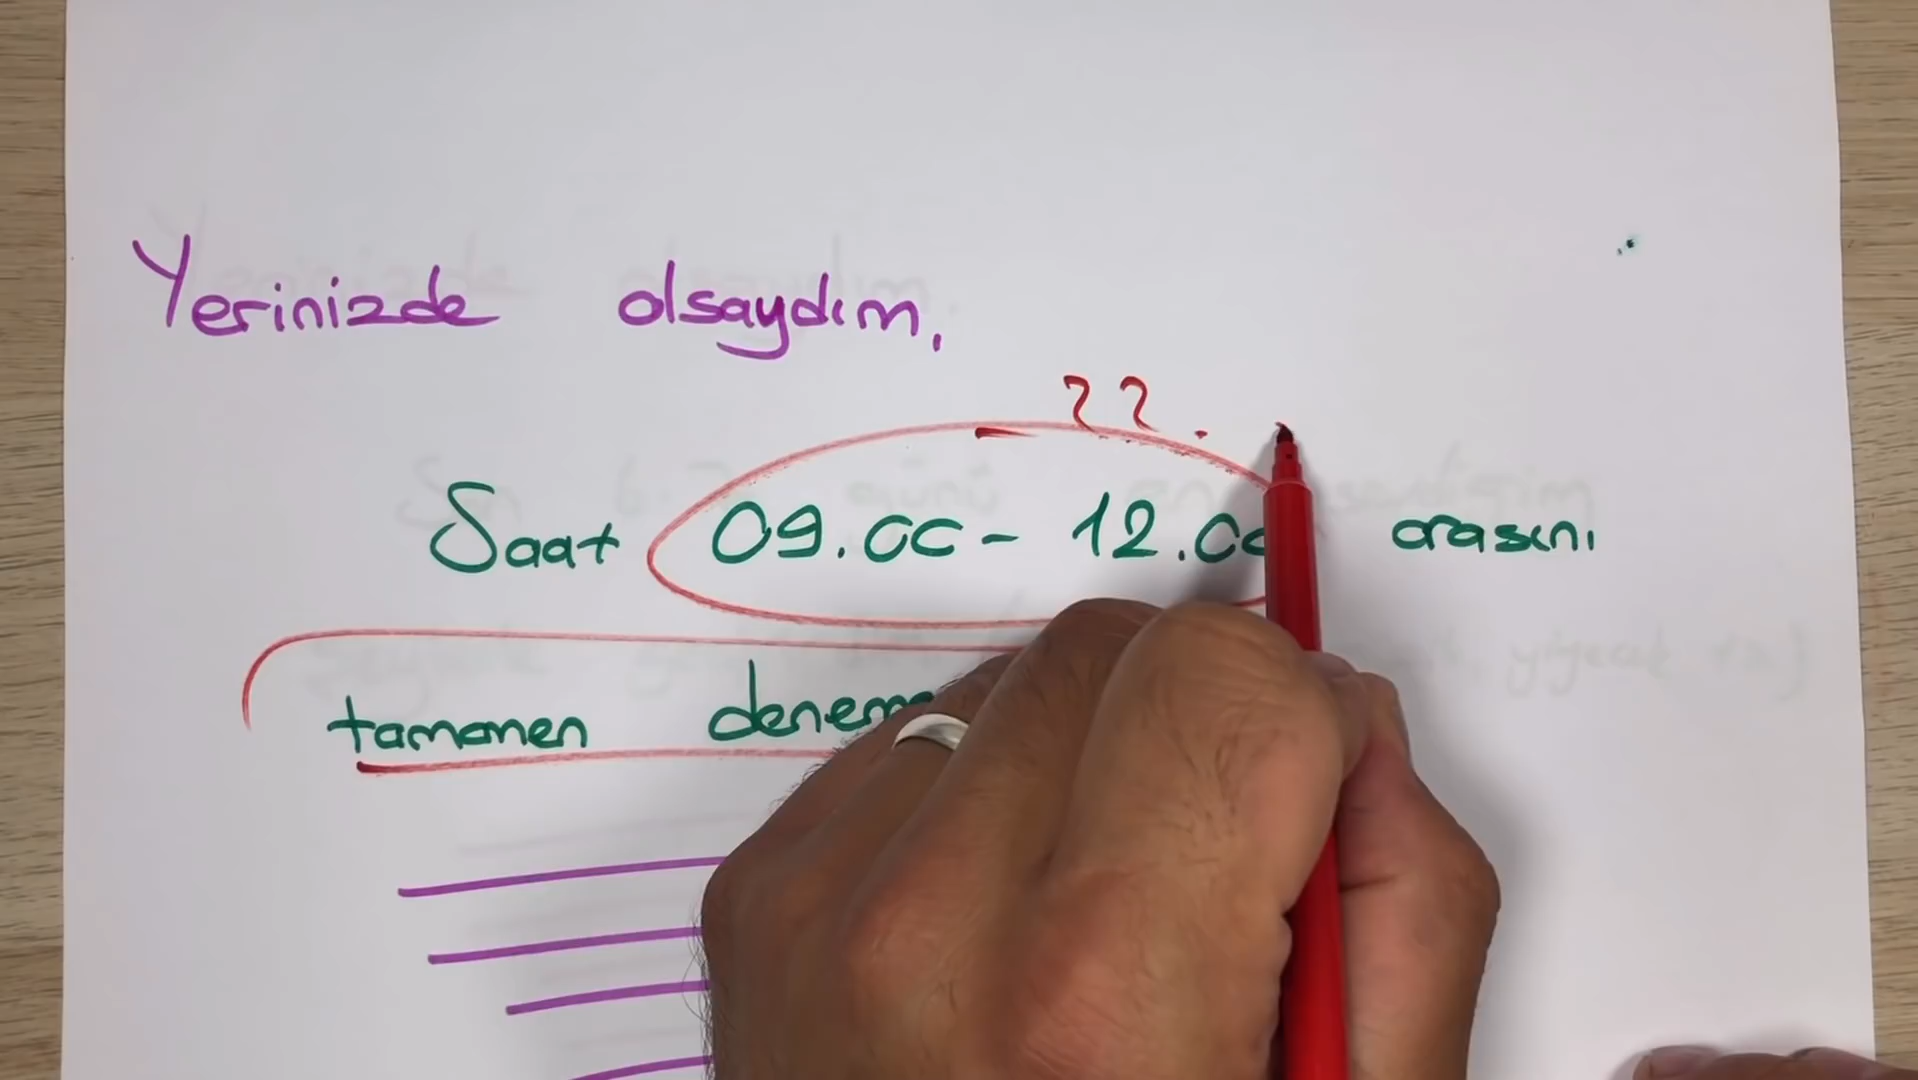 Yerinizde olsaydım,
22.
Saat 09.00 - 12.00 arasını
tamamen